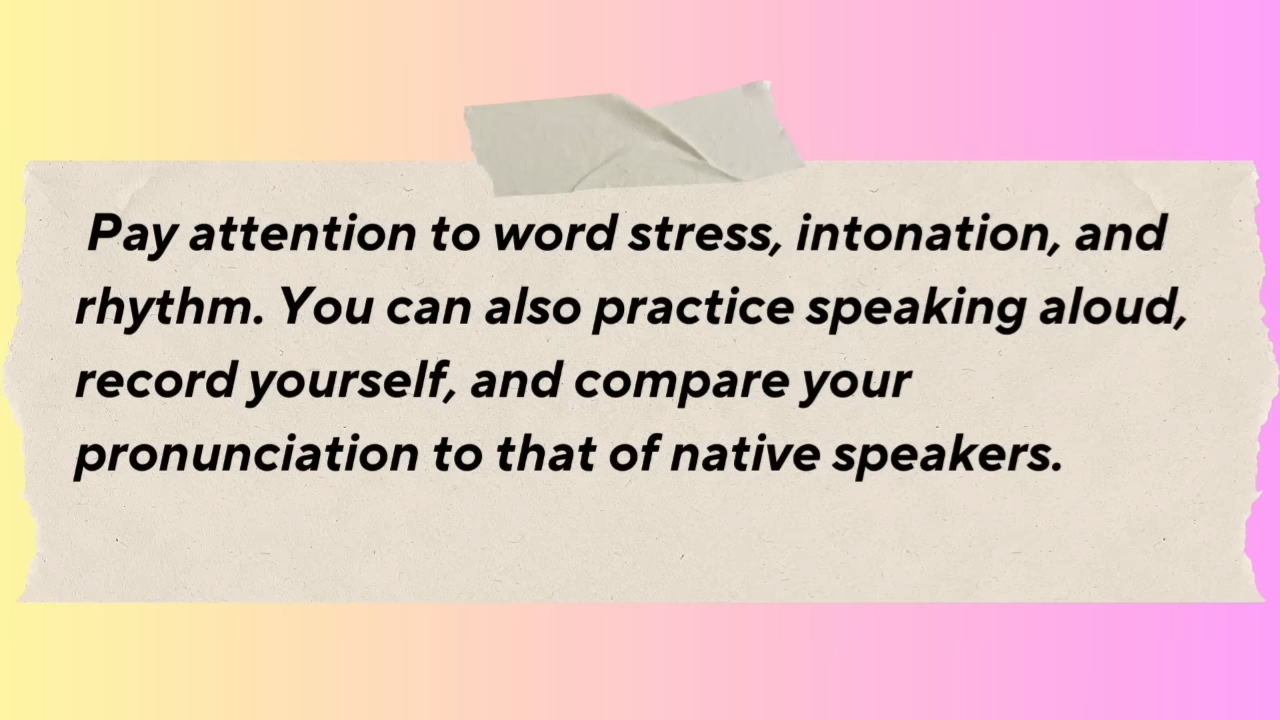 Pay attention to word stress, intonation, and
rhythm. You can also practice speaking aloud,
record yourself, and compare your
pronunciation to that of native speakers.